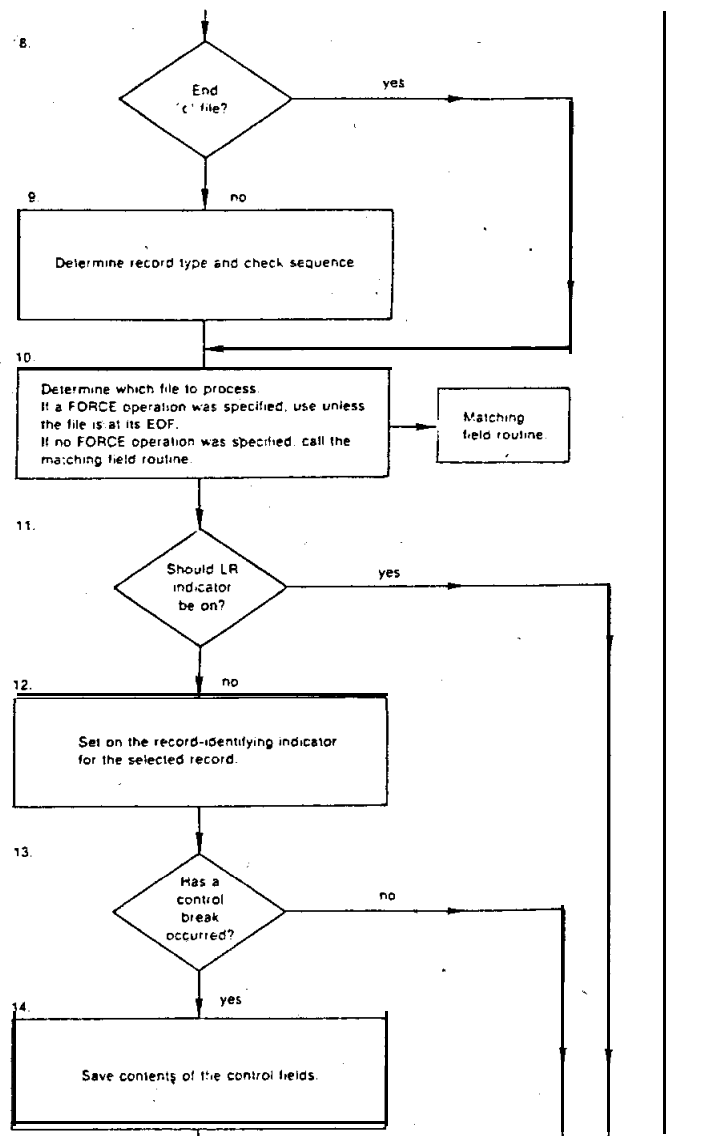 8.
End
of file?
yes
no
9.
Determine record type and check sequence
10.
Determine which file to process.
If a FORCE operation was specified, use unless
the file is at its EOF.
If no FORCE operation was specified, call the
matching field routine.
Matching
field routine.
11.
Should LR
indicator
be on?
yes
no
12.
Set on the record-identifying indicator
for the selected record.
13.
Has a
control
break
occurred?
no
yes
14.
Save contents of the control fields.